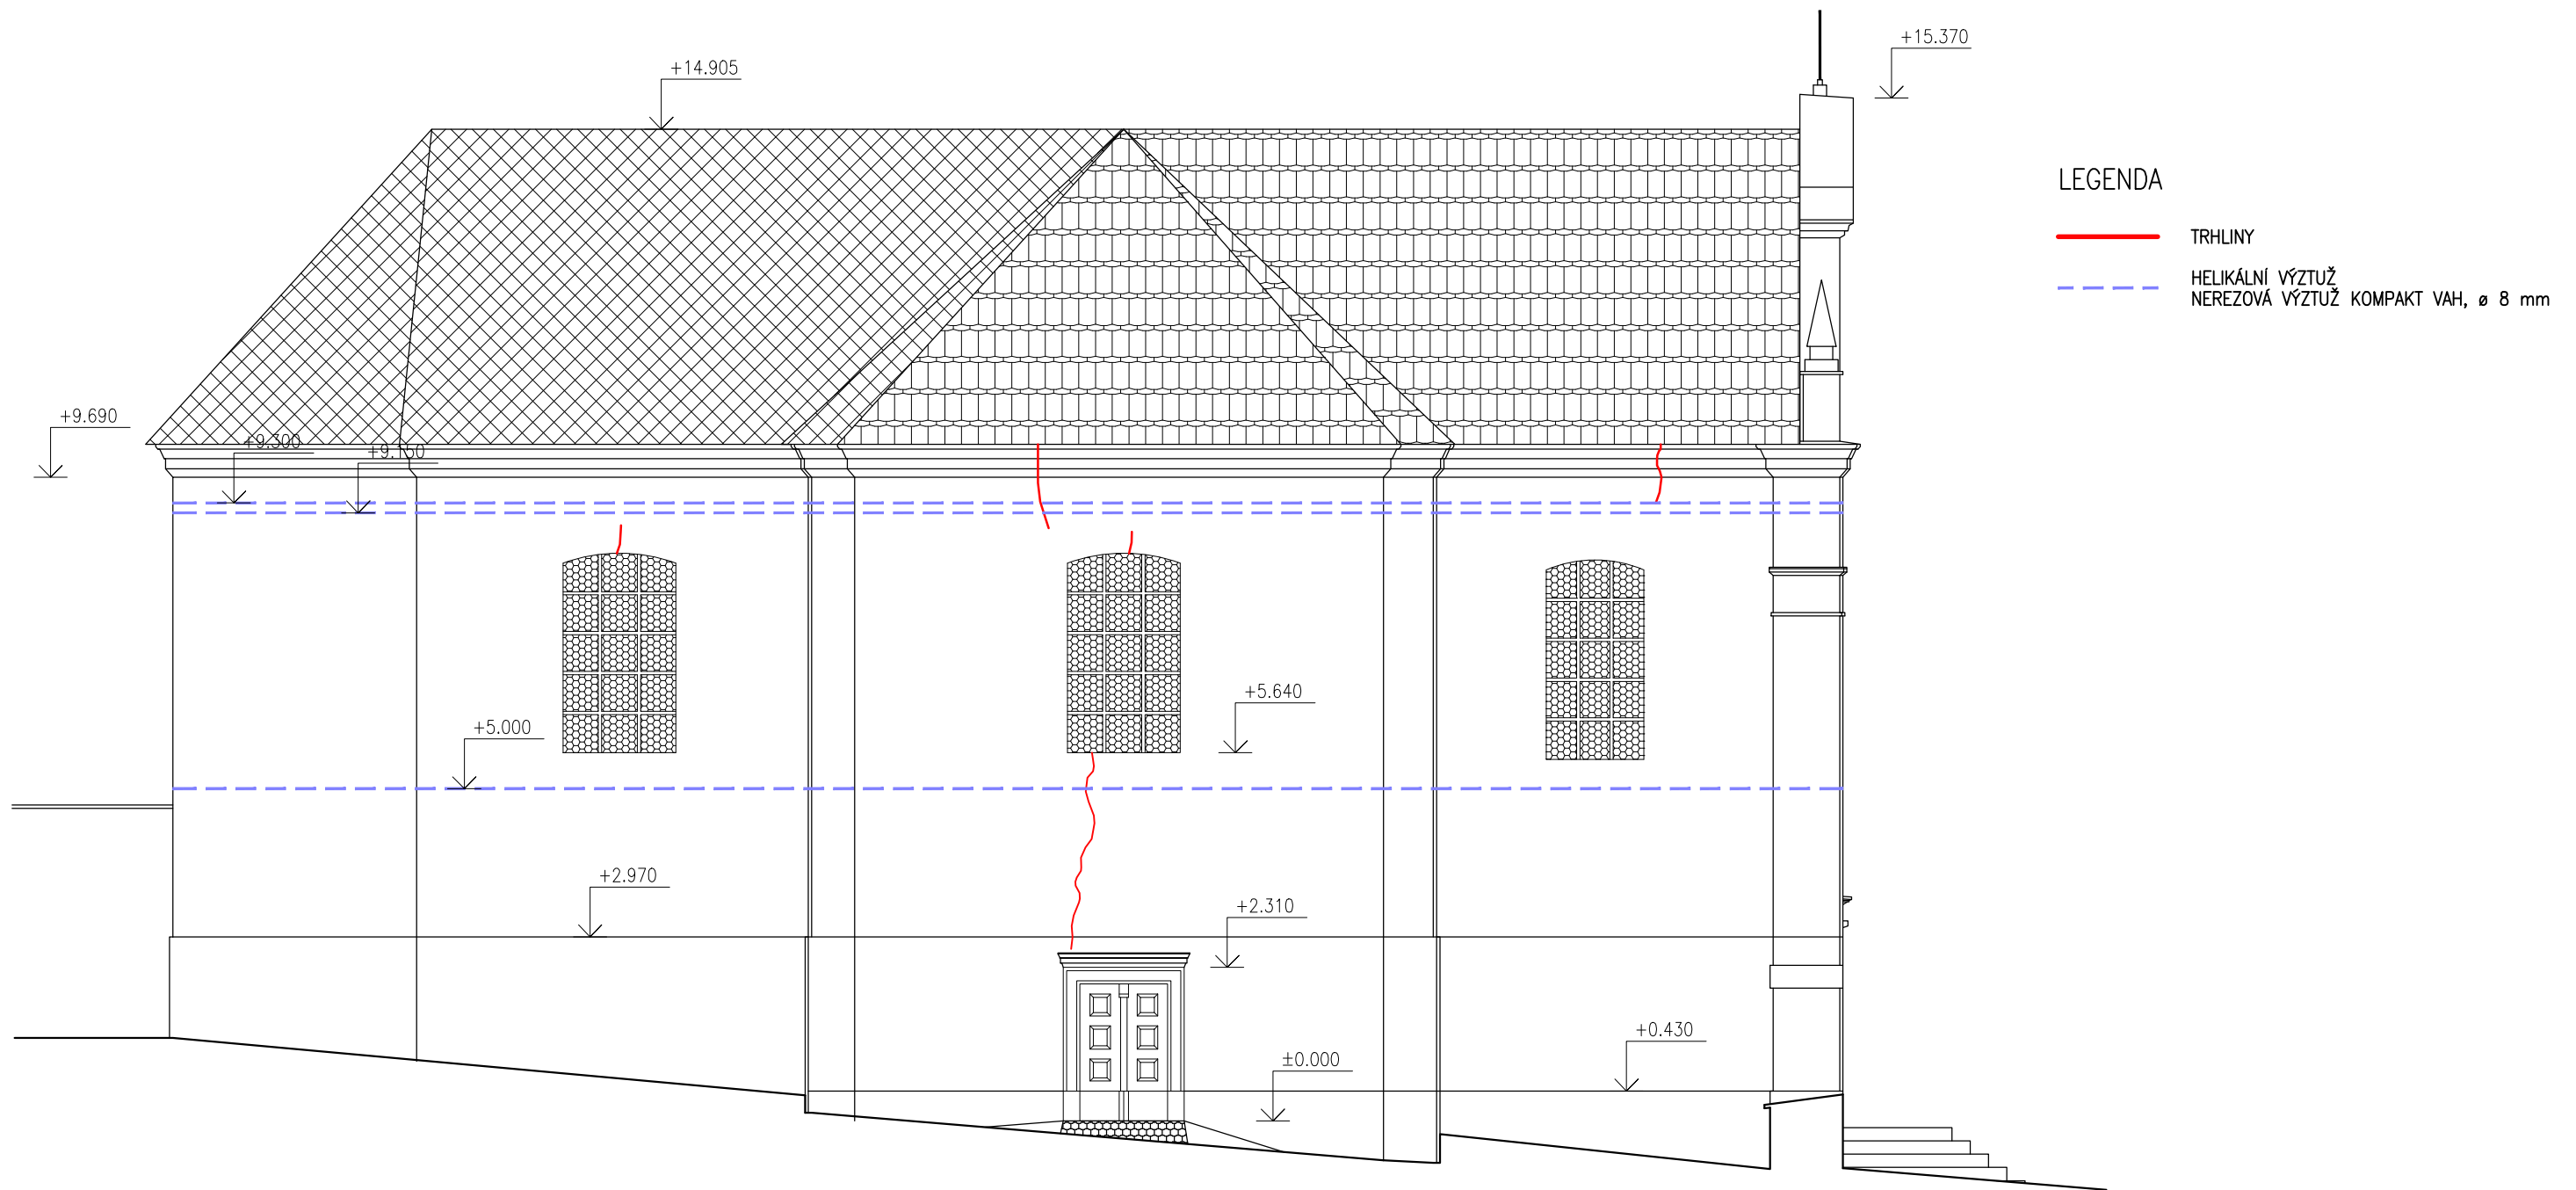 +15.370
+14.905
LEGENDA
TRHLINY
HELIKÁLNÍ VÝZTUŽ
NEREZOVÁ VÝZTUŽ KOMPAKT VAH, ø 8 mm
+9.690
+9.300
+9.150
+5.640
+5.000
+2.970
+2.310
+0.430
±0.000